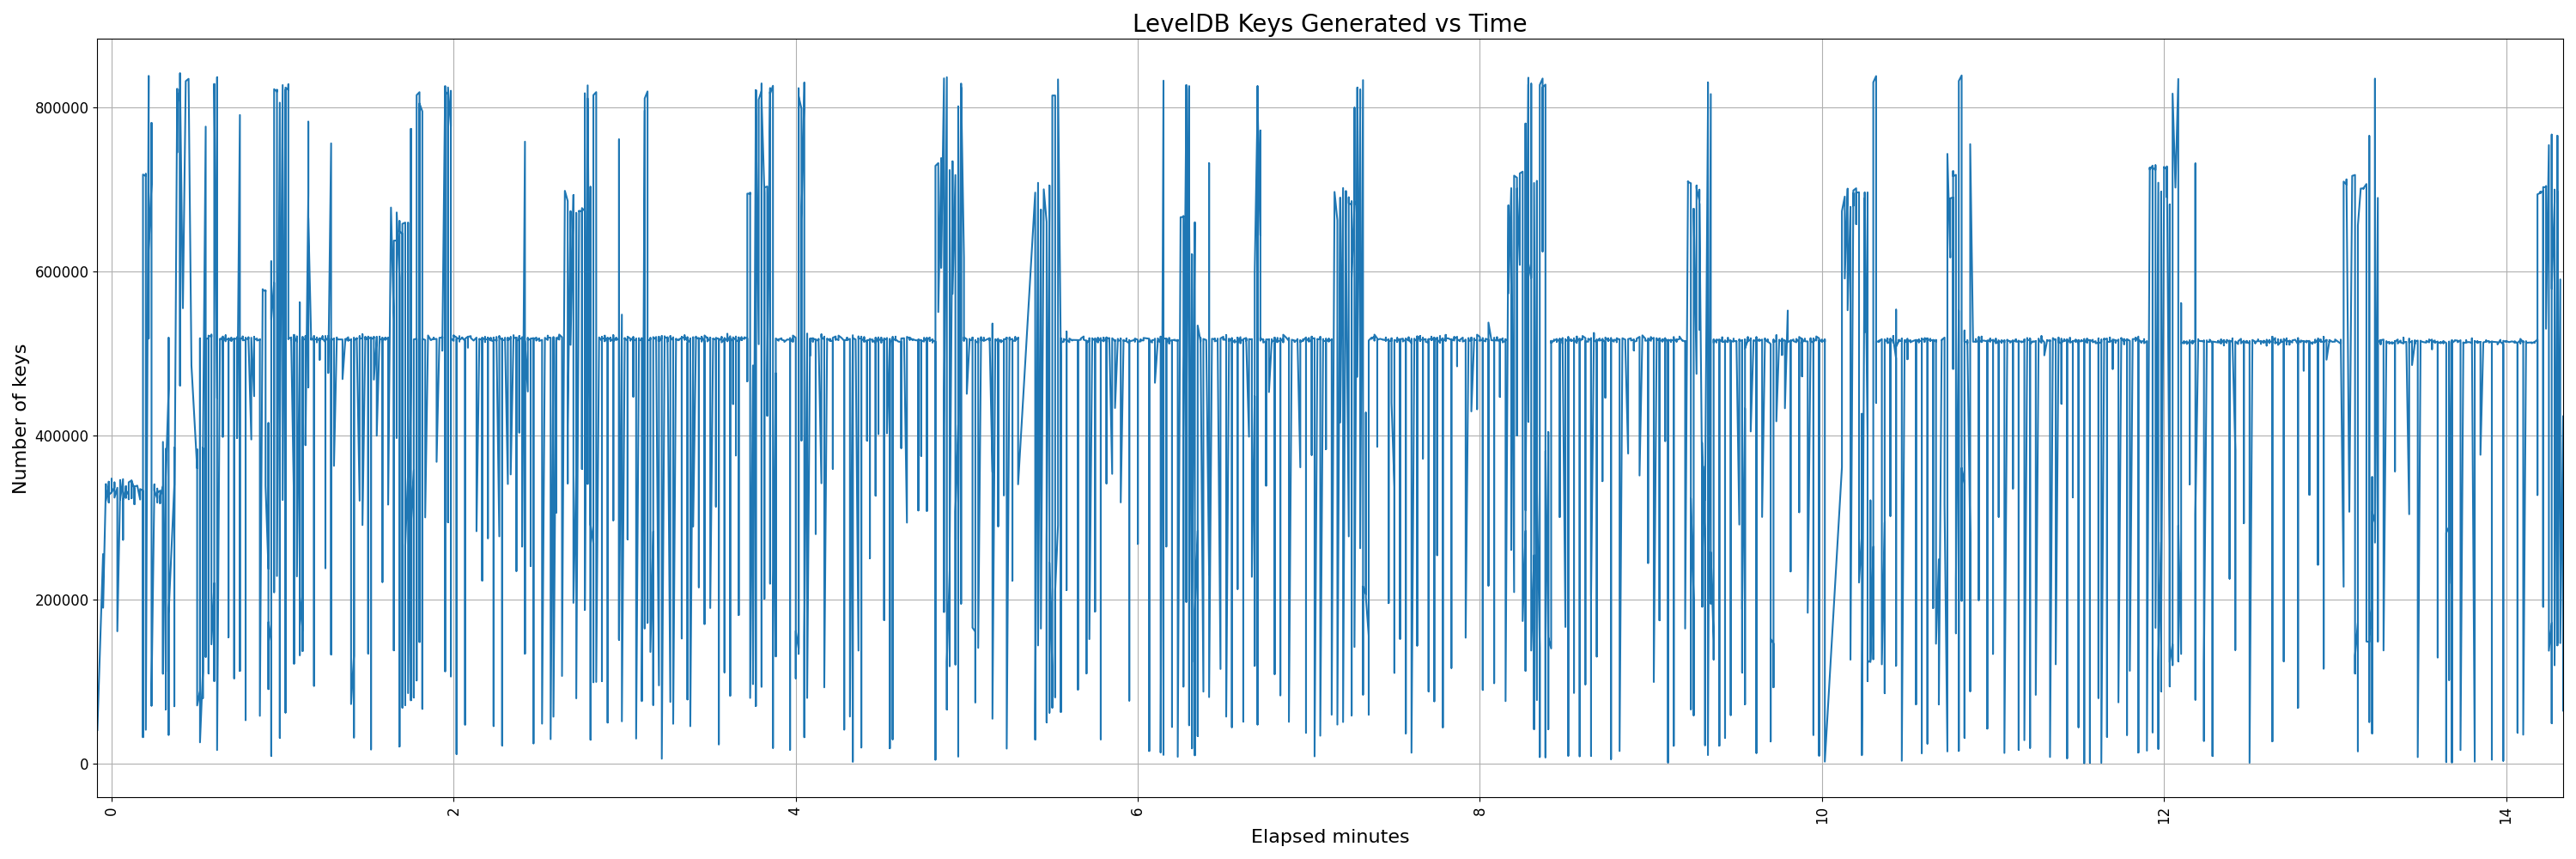 LevelDB Keys Generated vs Time
Number of keys
800000
600000
400000
200000
0
0 2 4 6 8 10 12 14
Elapsed minutes